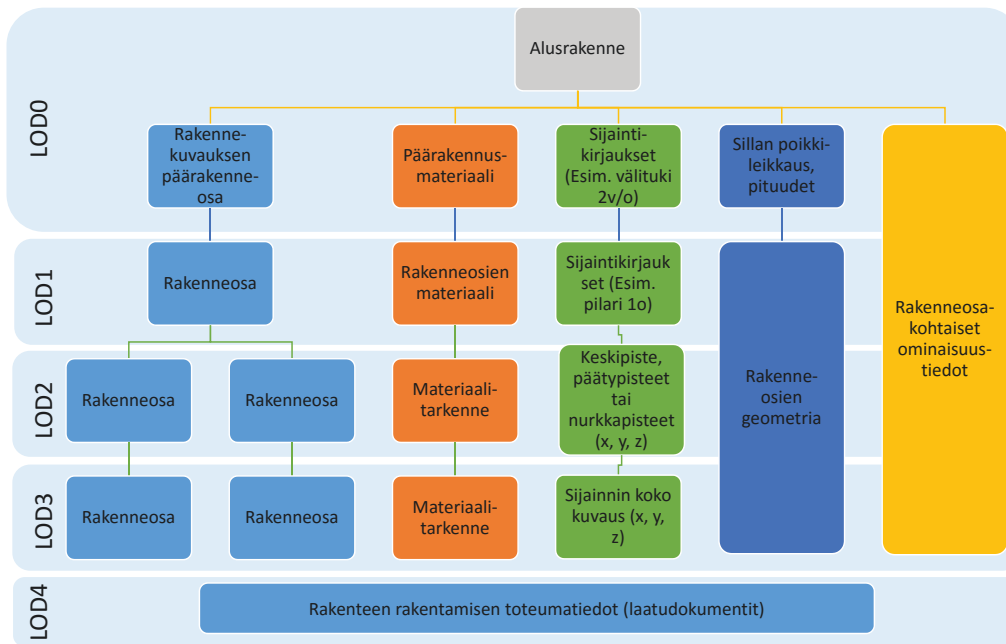 Alusrakenne
LOD0
Rakenne-
kuvauksen
päärakenne-
osa
Päärakennus-
materiaali
Sijainti-
kirjaukset
(Esim. välituki
2v/o)
Sillan poikki-
leikkaus,
pituudet
Rakenneosa-
kohtaiset
ominaisuus-
tiedot
LOD1
Rakenneosa
Rakenneosien
materiaali
Sijaintikirjauk
set (Esim.
pilari 1o)
Rakenne-
osien
geometria
LOD2
Rakenneosa
Rakenneosa
Materiaali-
tarkenne
Keskipiste,
päätypisteet
tai
nurkkapisteet
(x, y, z)
LOD3
Rakenneosa
Rakenneosa
Materiaali-
tarkenne
Sijainnin koko
kuvaus (x, y,
z)
LOD4
Rakenteen rakentamisen toteumatiedot (laatudokumentit)